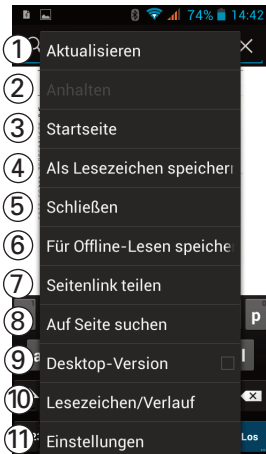 74% 14:42
1 Aktualisieren
2 Anhalten
3 Startseite
4 Als Lesezeichen speichern
5 Schließen
6 Für Offline-Lesen speiche
7 Seitenlink teilen
8 Auf Seite suchen
p
9 Desktop-Version
a l
10 Lesezeichen/Verlauf
11 Einstellungen
Los